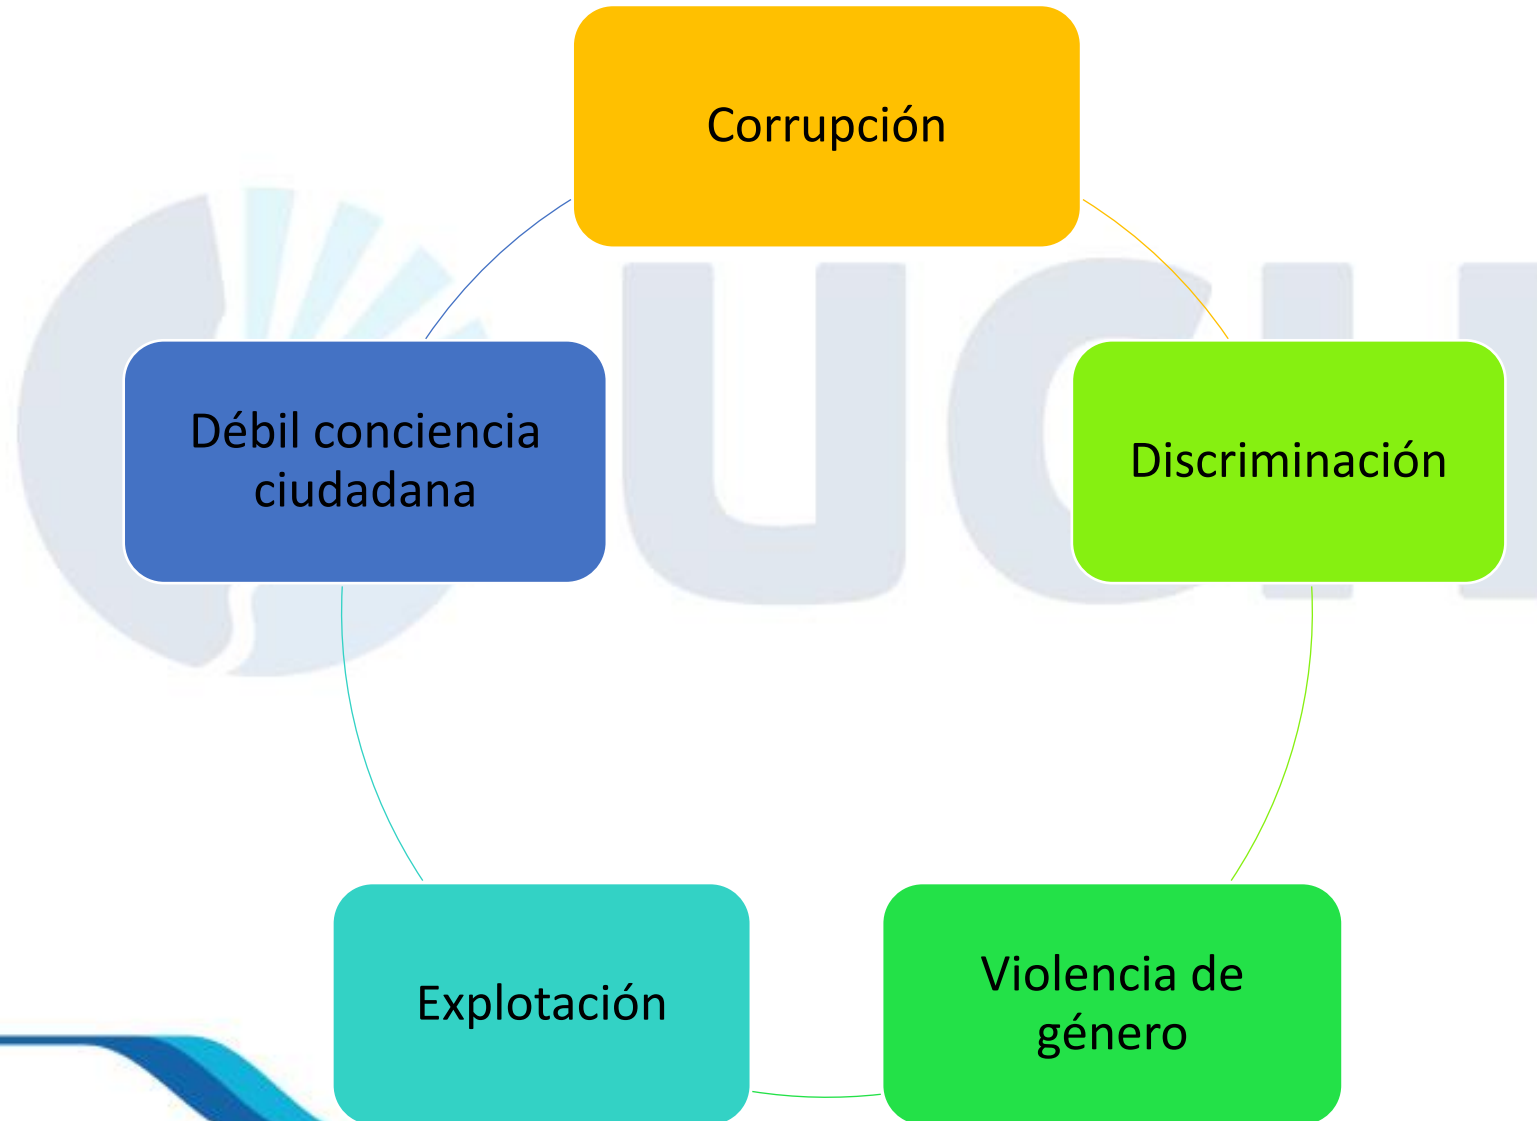 Corrupción
Débil conciencia
ciudadana
Discriminación
Explotación
Violencia de
género